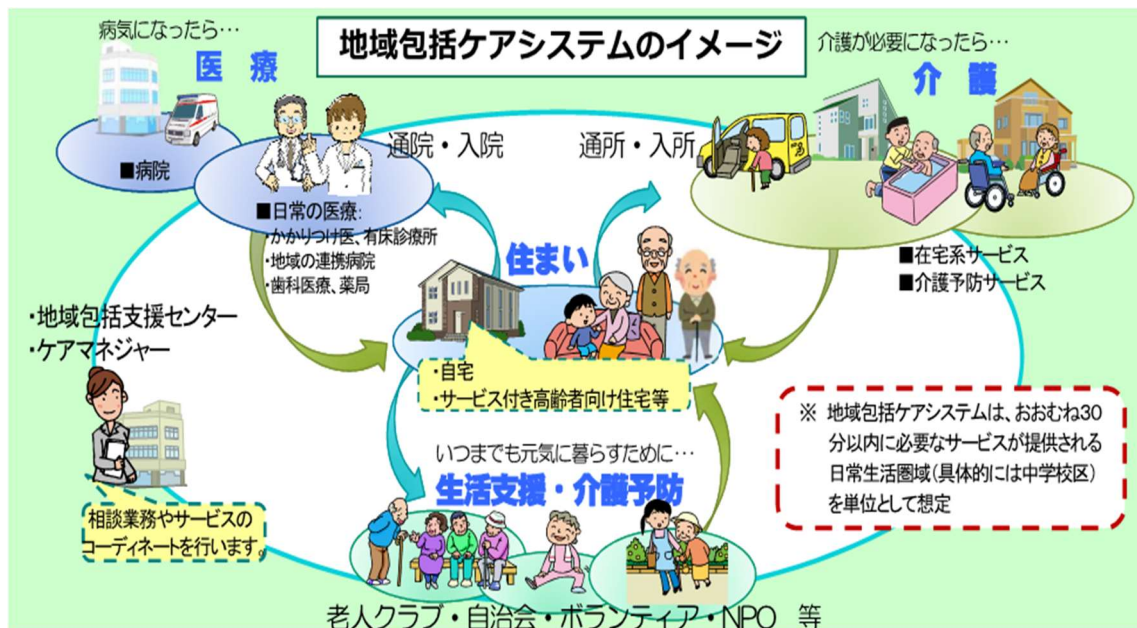 地域包括ケアシステムのイメージ
病気になったら…
医 療
■病院
■日常の医療:
・かかりつけ医、有床診療所
・地域の連携病院
・歯科医療、薬局
通院・入院
通所・入所
介護が必要になったら…
介 護
■在宅系サービス
■介護予防サービス
住まい
・自宅
・サービス付き高齢者向け住宅等
・地域包括支援センター
・ケアマネジャー
相談業務やサービスの
コーディネートを行います。
いつまでも元気に暮らすために…
生活支援・介護予防
老人クラブ・自治会・ボランティア・NPO 等
※ 地域包括ケアシステムは、おおむね30
分以内に必要なサービスが提供される
日常生活圏域(具体的には中学校区)
を単位として想定